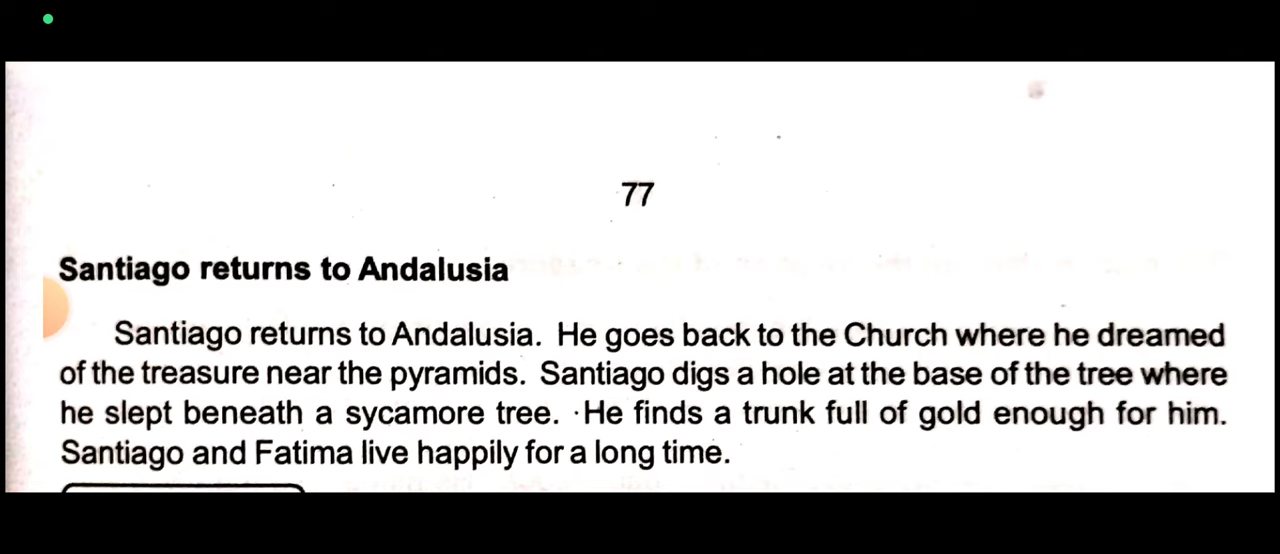 77
Santiago returns to Andalusia
Santiago returns to Andalusia. He goes back to the Church where he dreamed
of the treasure near the pyramids. Santiago digs a hole at the base of the tree where
he slept beneath a sycamore tree. He finds a trunk full of gold enough for him.
Santiago and Fatima live happily for a long time.